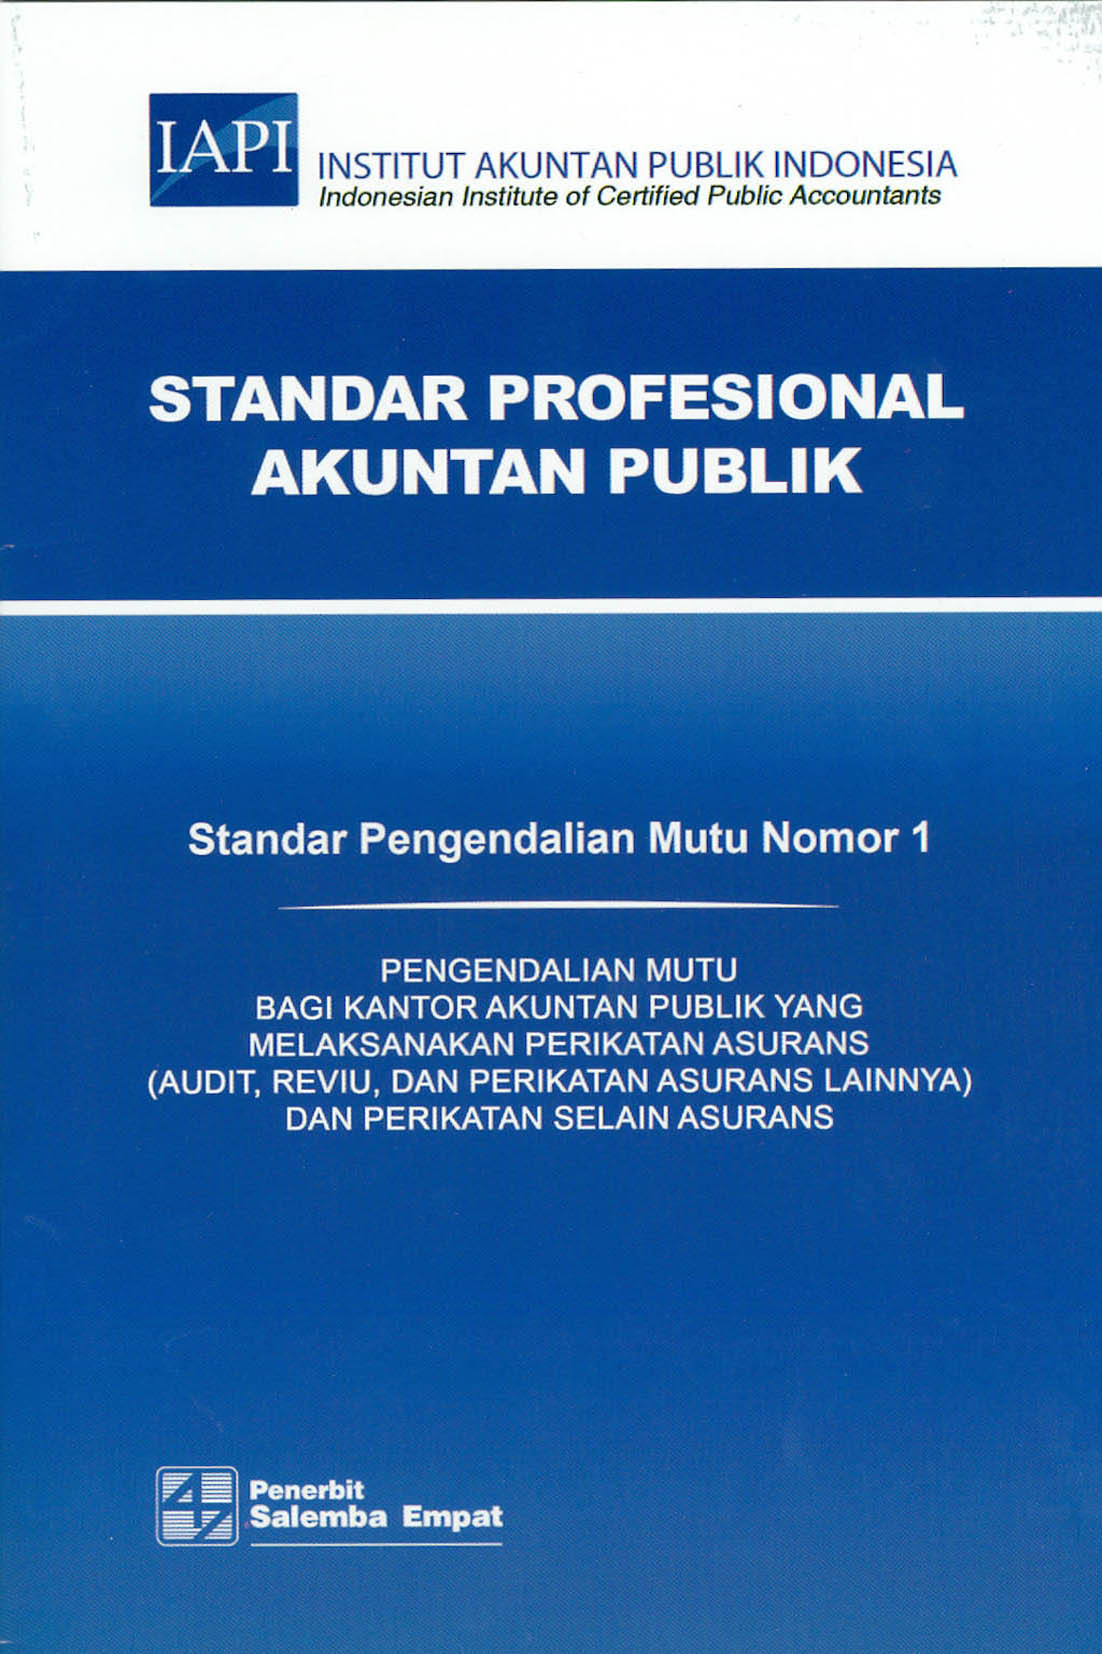 IAPI
INSTITUT AKUNTAN PUBLIK INDONESIA
Indonesian Institute of Certified Public Accountants
STANDAR PROFESIONAL
AKUNTAN PUBLIK
Standar Pengendalian Mutu Nomor 1
PENGENDALIAN MUTU
BAGI KANTOR AKUNTAN PUBLIK YANG
MELAKSANAKAN PERIKATAN ASURANS
(AUDIT, REVIU, DAN PERIKATAN ASURANS LAINNYA)
DAN PERIKATAN SELAIN ASURANS
Penerbit
Salemba Empat